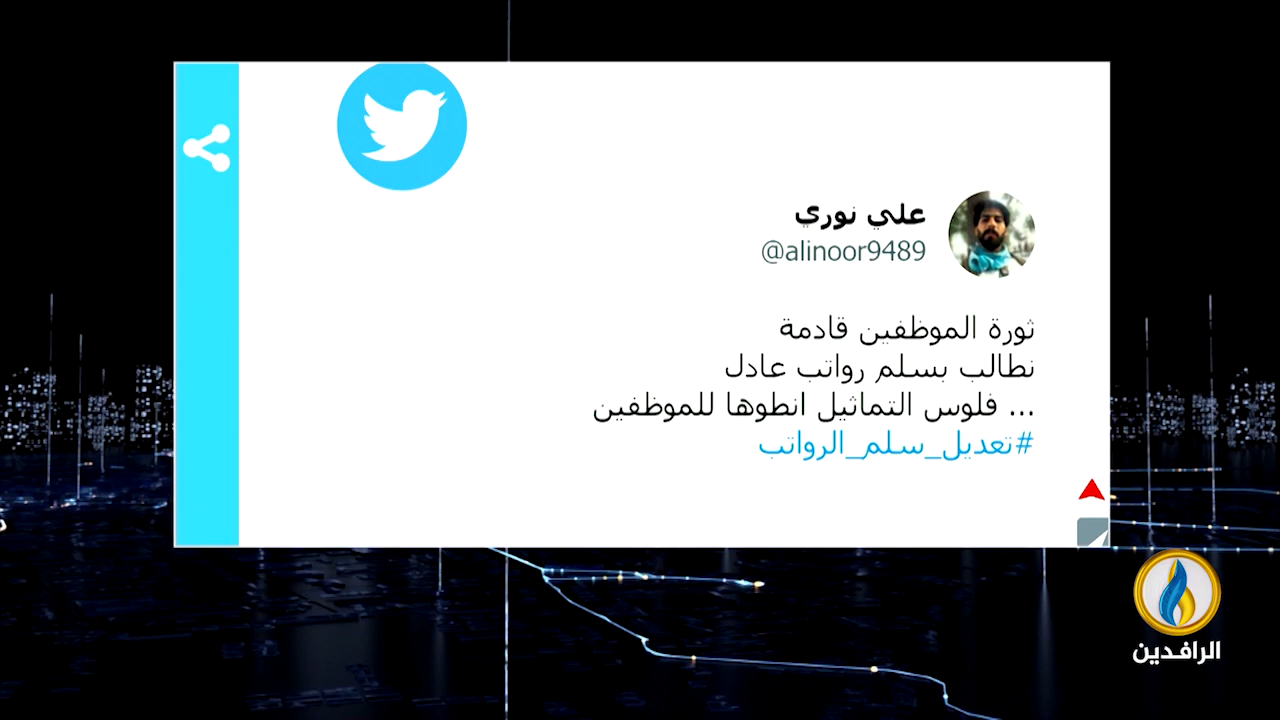 علي نوري
@alinoor9489
ثورة الموظفين قادمة
نطالب بسلم رواتب عادل
... فلوس التماثيل انطوها للموظفين
#تعديل_سلم_الرواتب
الرافدين